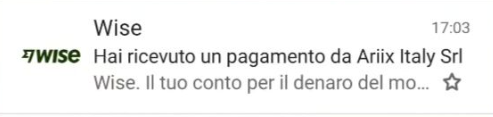 Wise 17:03
7WISE Hai ricevuto un pagamento da Ariix Italy Srl
Wise. Il tuo conto per il denaro del mo...